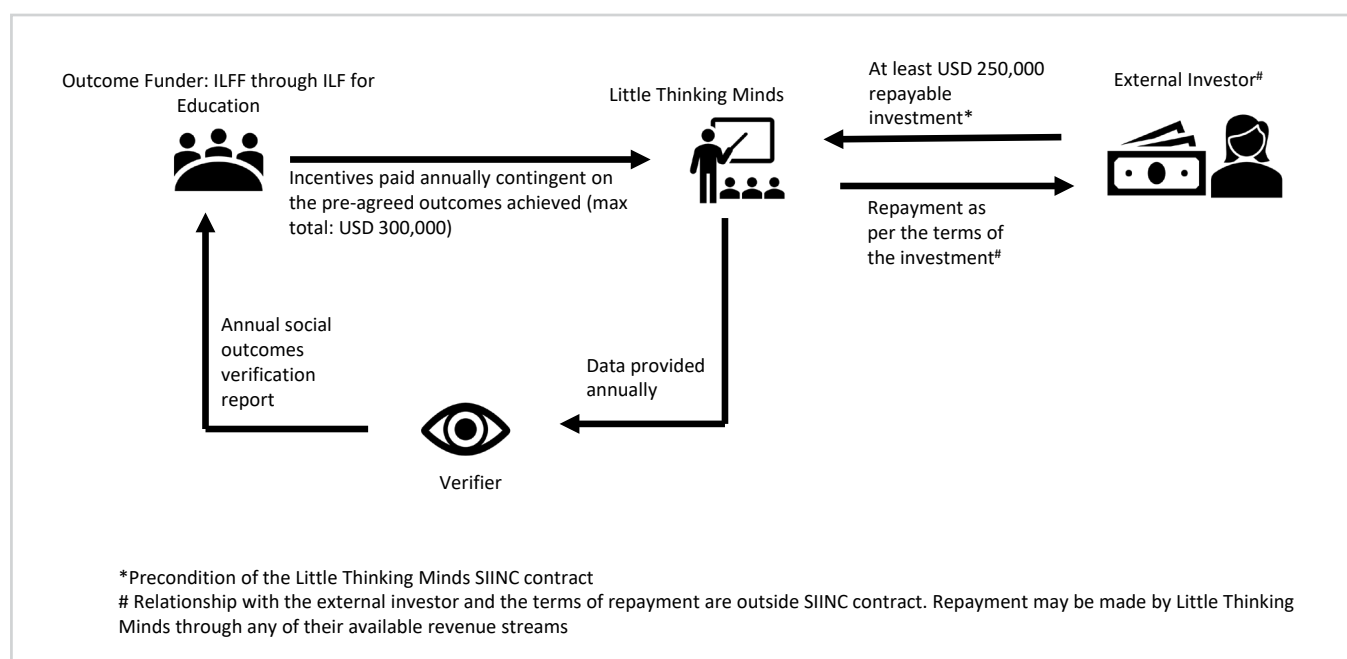 Outcome Funder: ILFF through ILF for
Education
Little Thinking Minds
At least USD 250,000
repayable
investment*
External Investor#
Incentives paid annually contingent on
the pre-agreed outcomes achieved (max
total: USD 300,000)
Repayment as
per the terms of
the investment#
Annual social
outcomes
verification
report
Data provided
annually
Verifier
*Precondition of the Little Thinking Minds SIINC contract
# Relationship with the external investor and the terms of repayment are outside SIINC contract. Repayment may be made by Little Thinking
Minds through any of their available revenue streams